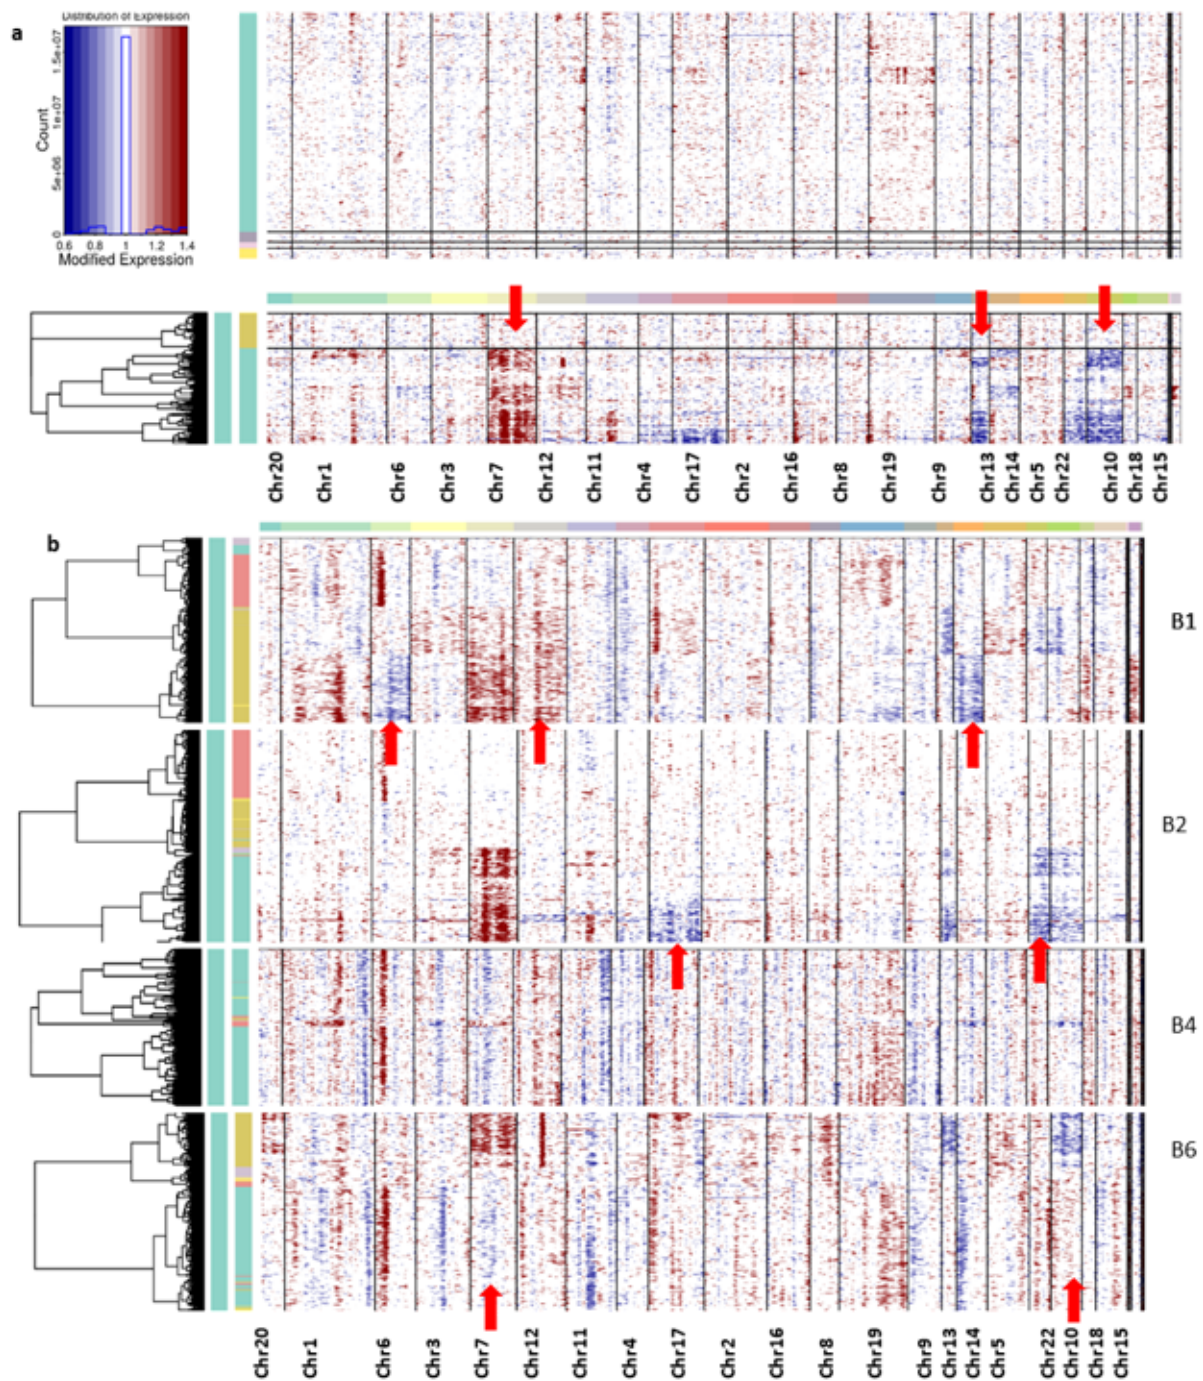 a
Distribution of Expression
Count
0 5e+06 1e+07 1.5e+07
0.6 0.8 1 1.2 1.4
Modified Expression
Chr20 Chr1 Chr6 Chr3 Chr7 Chr12 Chr11 Chr4 Chr17 Chr2 Chr16 Chr8 Chr19 Chr9 Chr13 Chr14 Chr5 Chr22 Chr10 Chr18 Chr15
b
B1
B2
B4
B6
Chr20 Chr1 Chr6 Chr3 Chr7 Chr12 Chr11 Chr4 Chr17 Chr2 Chr16 Chr8 Chr19 Chr9 Chr13 Chr14 Chr5 Chr22 Chr10 Chr18 Chr15